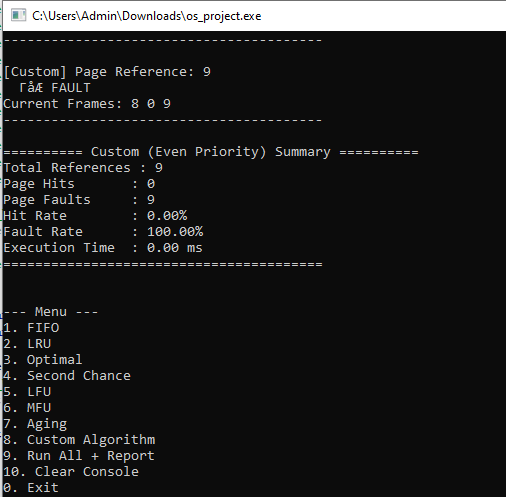 C:\Users\Admin\Downloads\os_project.exe
----------------------------------------
[Custom] Page Reference: 9
  ΓåÆ FAULT
Current Frames: 8 0 9
----------------------------------------
========== Custom (Even Priority) Summary ==========
Total References : 9
Page Hits       : 0
Page Faults     : 9
Hit Rate        : 0.00%
Fault Rate      : 100.00%
Execution Time  : 0.00 ms
========================================
--- Menu ---
1. FIFO
2. LRU
3. Optimal
4. Second Chance
5. LFU
6. MFU
7. Aging
8. Custom Algorithm
9. Run All + Report
10. Clear Console
0. Exit